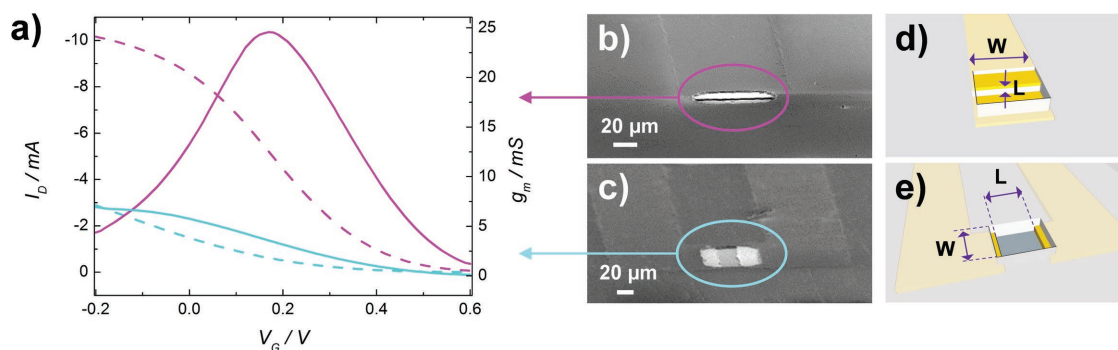 a)
-10
-8
-6
-4
-2
0
I_D / mA
25
20
15
10
5
0
g_m / mS
-0.2
0.0
0.2
0.4
0.6
V_G / V
b)
20 µm
c)
20 µm
d)
W
L
e)
L
W